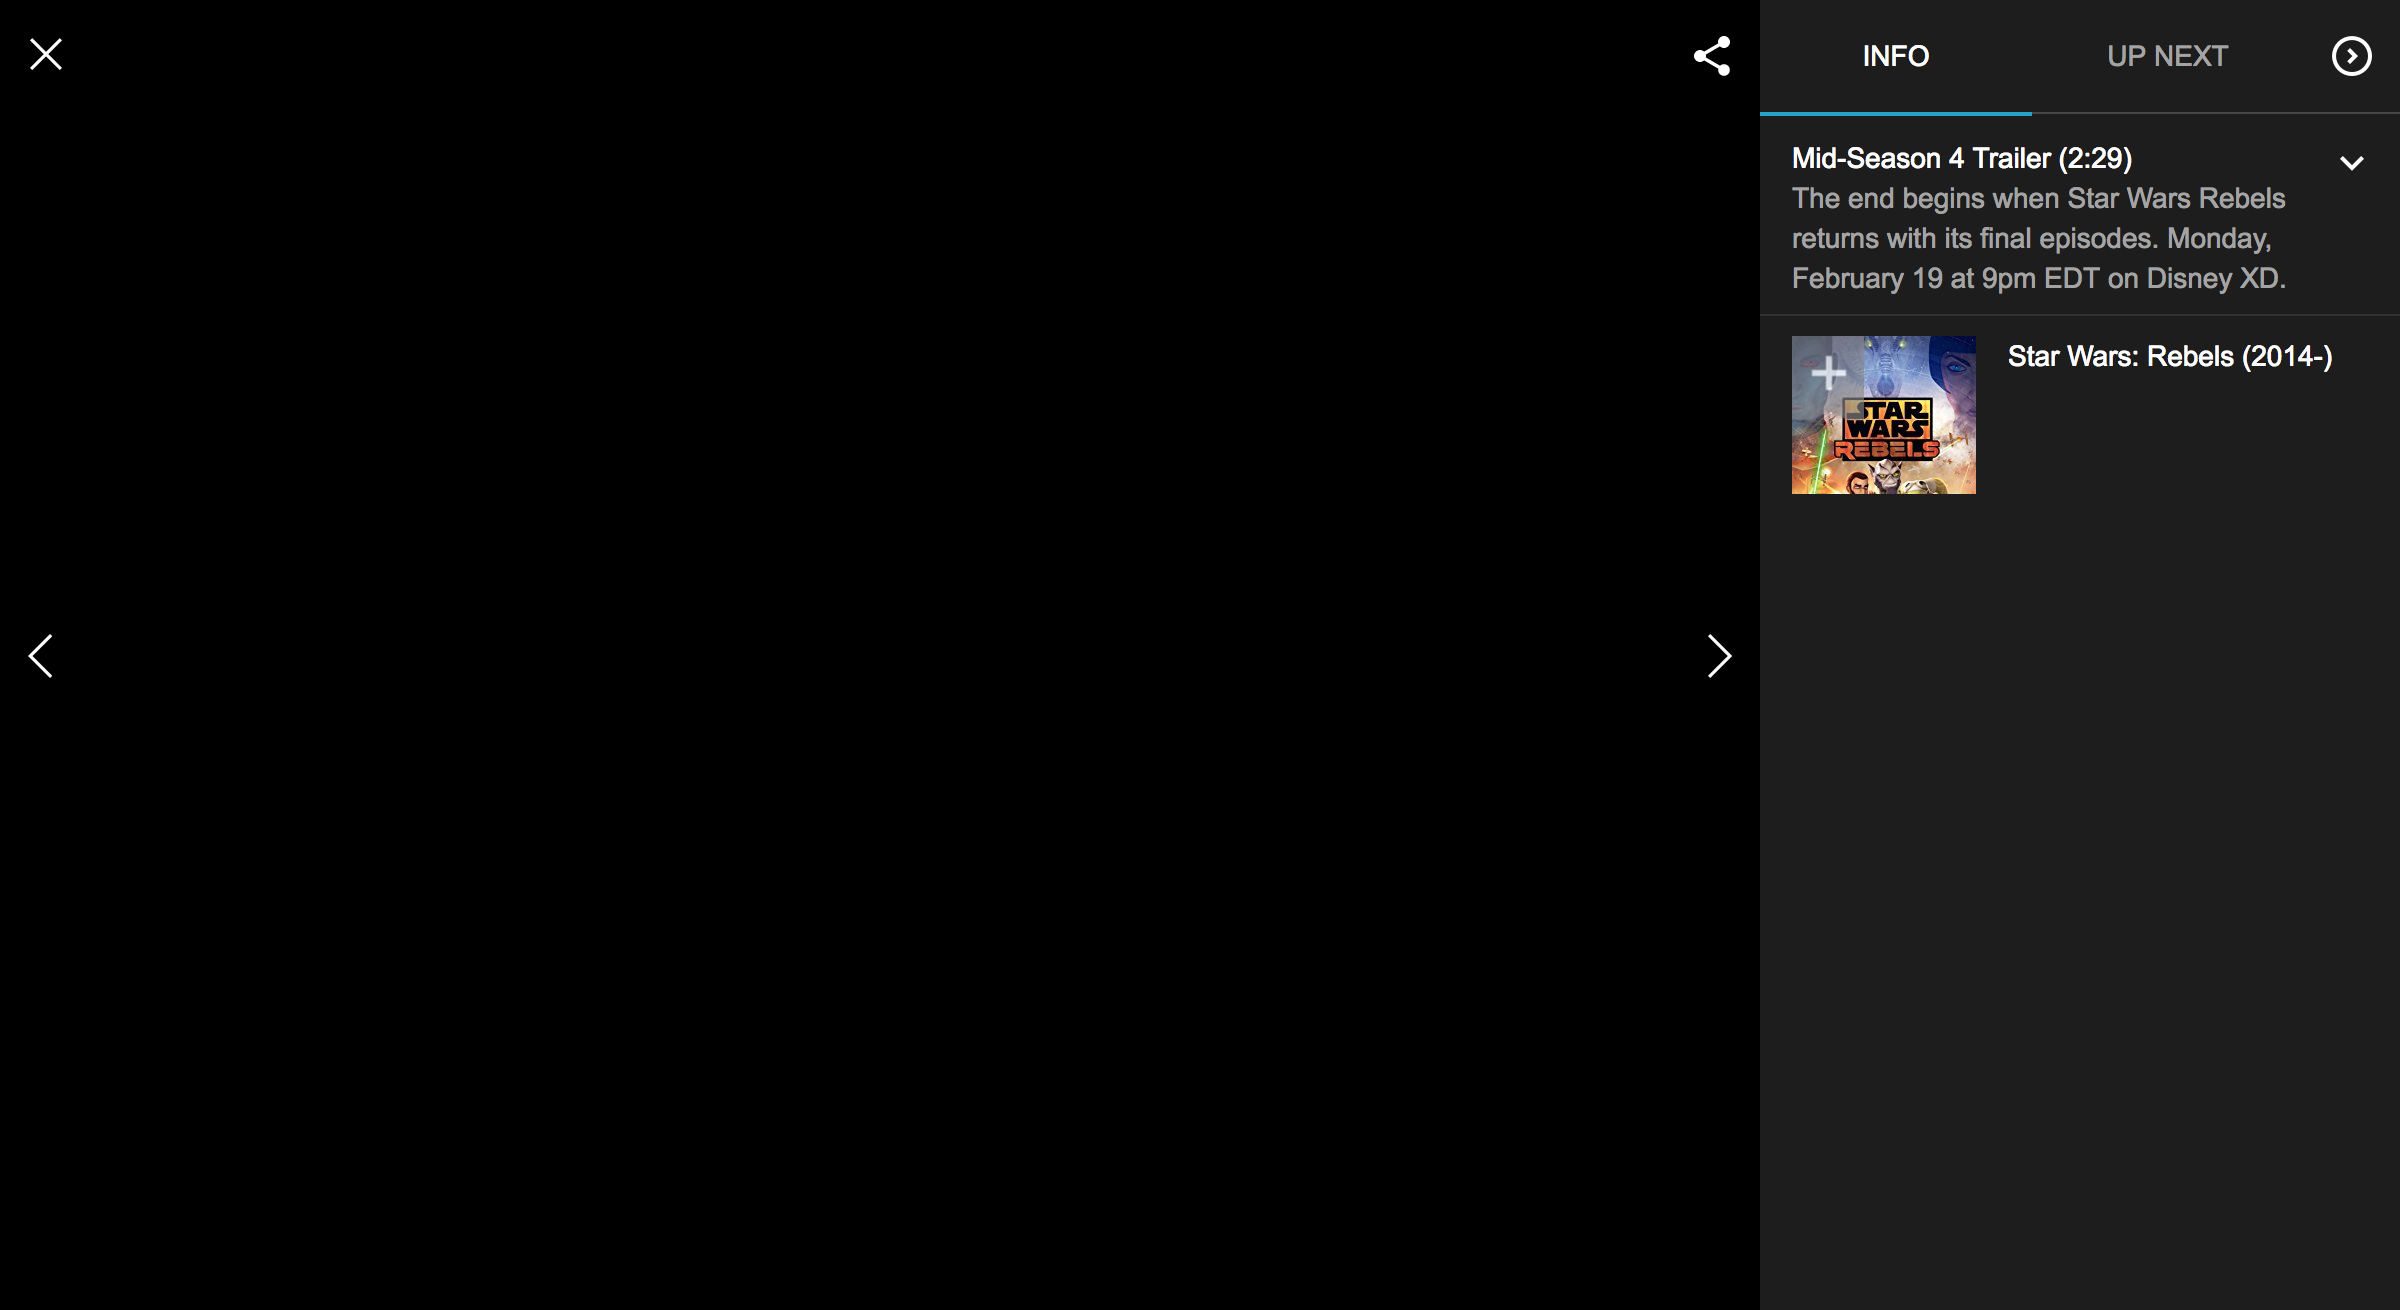 INFO
UP NEXT
Mid-Season 4 Trailer (2:29)
The end begins when Star Wars Rebels
returns with its final episodes. Monday,
February 19 at 9pm EDT on Disney XD.
Star Wars: Rebels (2014-)
STAR
WARS
REBELS